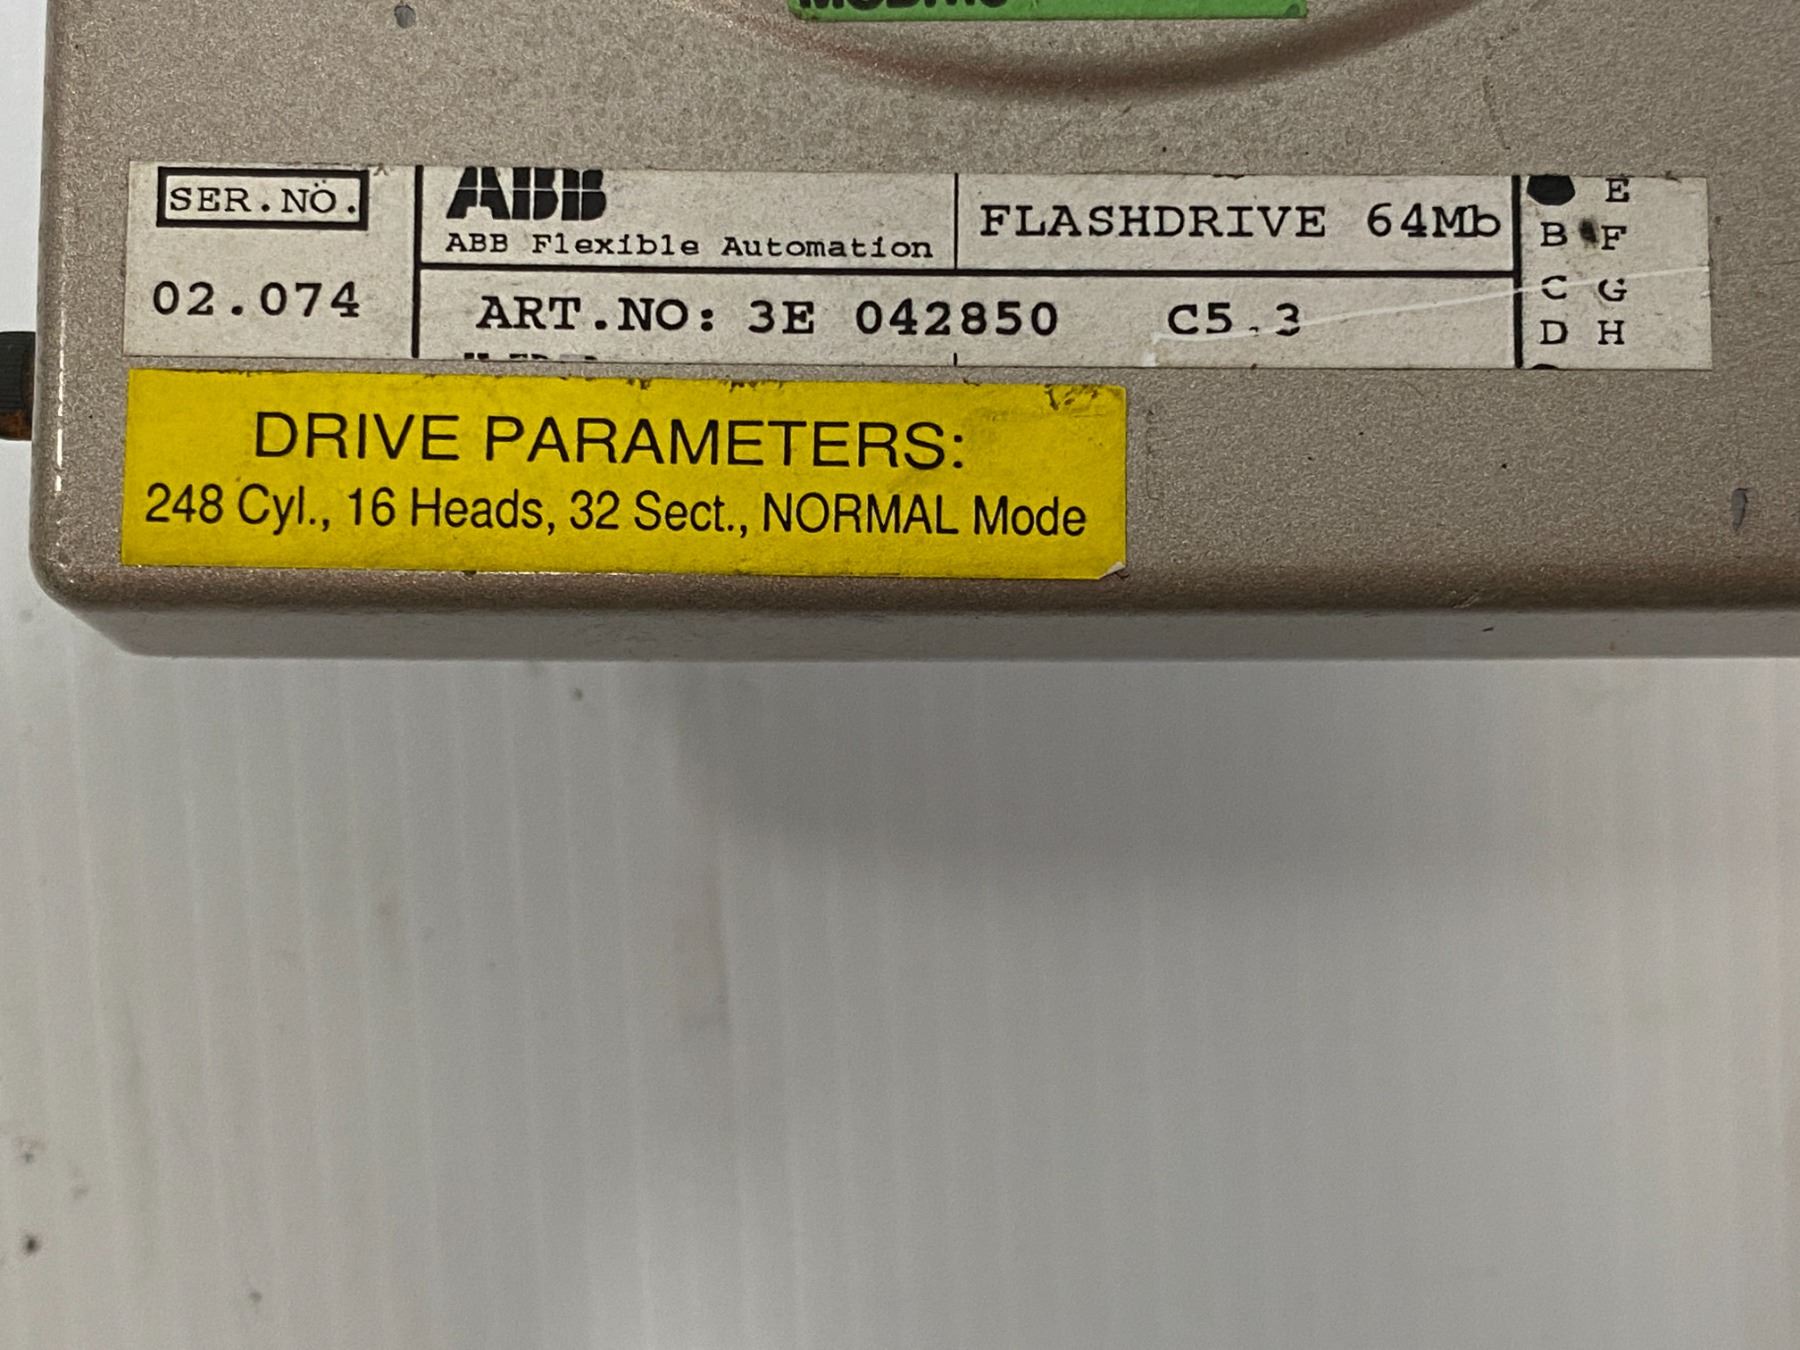 SER.NO.
02.074
ABB
ABB Flexible Automation
FLASHDRIVE 64Mb
ART.NO: 3E 042850 C5.3
E
B F
C G
D H
DRIVE PARAMETERS:
248 Cyl., 16 Heads, 32 Sect., NORMAL Mode